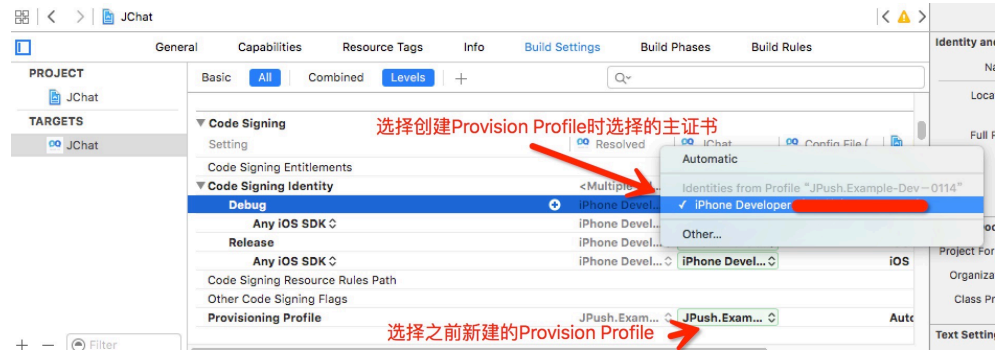 JChat
General Capabilities Resource Tags Info Build Settings Build Phases Build Rules
Identity and
PROJECT
Basic All Combined Levels
JChat
TARGETS
JChat
Na
Loca
Full P
Code Signing
选择创建Provision Profile时选择的主证书
Setting Resolved JChat Config File (
Code Signing Entitlements
Code Signing Identity <Multiple
Debug iPhone Devel...
Any iOS SDK iPhone Devel...
Release iPhone Devel...
Any iOS SDK iPhone Devel... iPhone Devel... iOS
Automatic
Identities from Profile "JPush.Example-Dev-0114"
✓ iPhone Developer
Other...
Code Signing Resource Rules Path
Other Code Signing Flags
Provisioning Profile JPush.Exam... JPush.Exam... Auto
选择之前新建的Provision Profile
Project For
Organiza
Class Pr
Text Settin
Filter